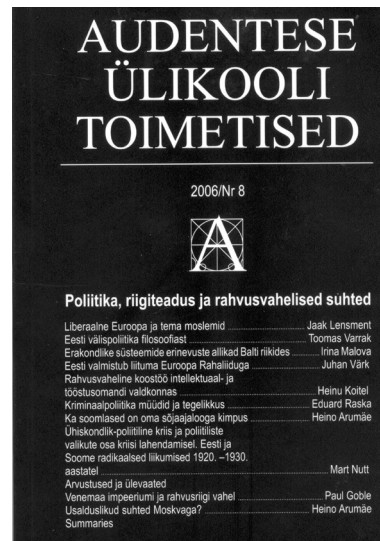 AUDENTESE
ÜLIKOOLI
TOIMETISED
2006/Nr 8
A
Poliitika, riigiteadus ja rahvusvahelised suhted
Liberaalne Euroopa ja tema moslemid ........ Jaak Lensment
Eesti välispoliitika filosoofiast ........ Toomas Varrak
Erakondlike süsteemide erinevuste allikad Balti riikides ........ Irina Malova
Eesti valmistub liituma Euroopa Rahaliiduga ........ Juhan Värk
Rahvusvaheline koostöö intellektuaal- ja
tööstusomandi valdkonnas ........ Heinu Koitel
Kriminaalpoliitika müüdid ja tegelikkus ........ Eduard Raska
Ka soomlased on oma sõjaajalooga kimpus ........ Heino Arumäe
Ühiskondlik-poliitiline kriis ja poliitiliste
valikute osa kriisi lahendamisel. Eesti ja
Soome radikaalsed liikumised 1920. –1930.
aastatel ........ Mart Nutt
Arvustused ja ülevaated
Venemaa impeeriumi ja rahvusriigi vahel ........ Paul Goble
Usalduslikud suhted Moskvaga? ........ Heino Arumäe
Summaries